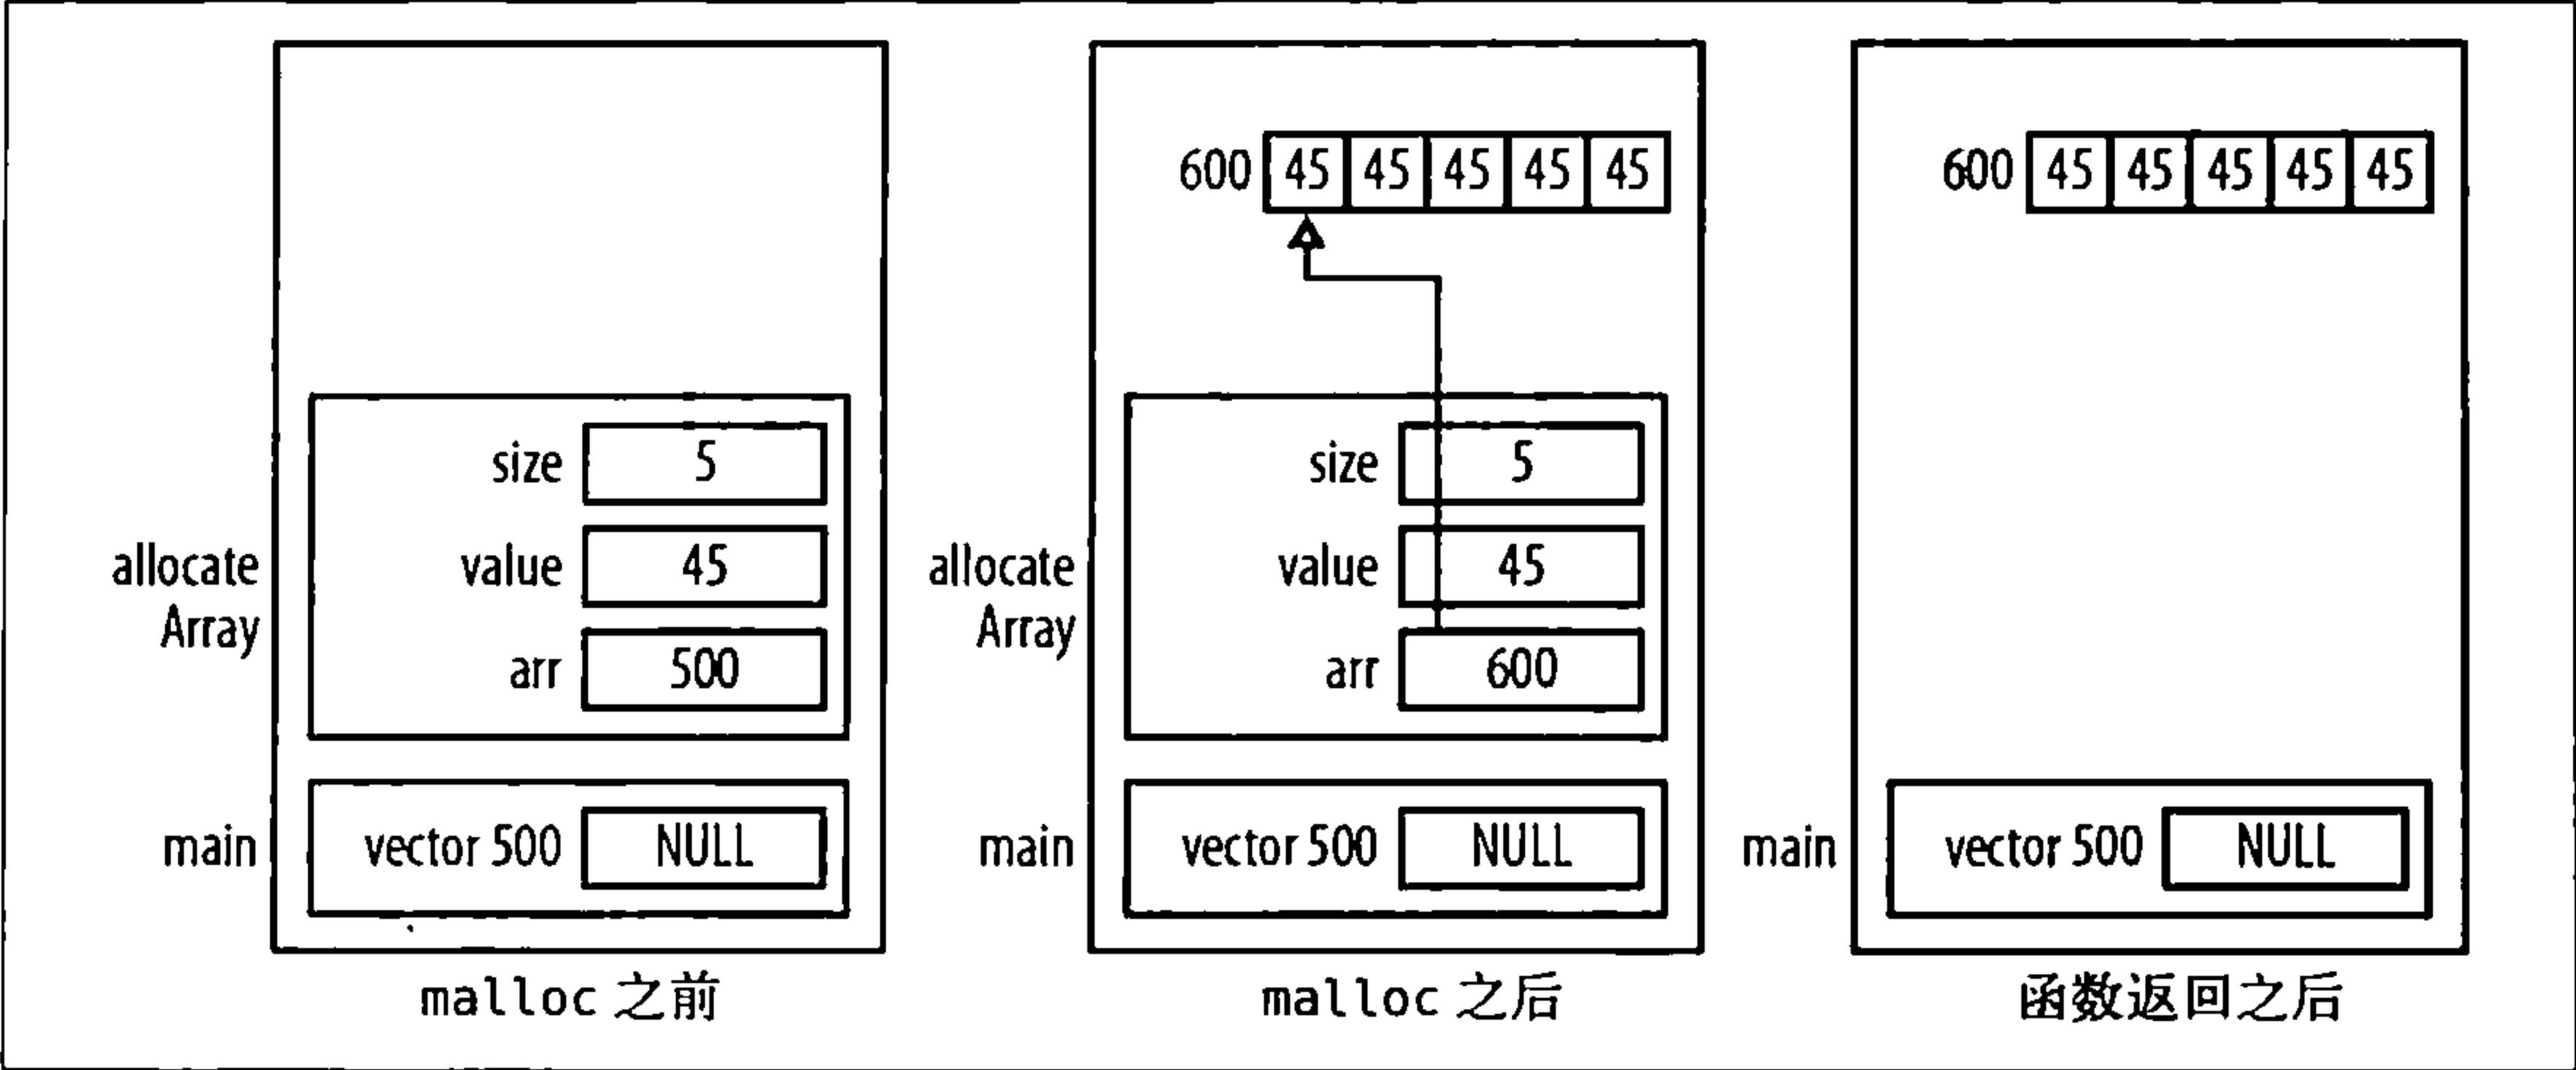 size 5
allocate
Array
value 45
arr 500
main
vector 500 NULL
malloc 之前
600 45 45 45 45 45
size 5
allocate
Array
value 45
arr 600
main
vector 500 NULL
malloc 之后
600 45 45 45 45 45
main
vector 500 NULL
函数返回之后